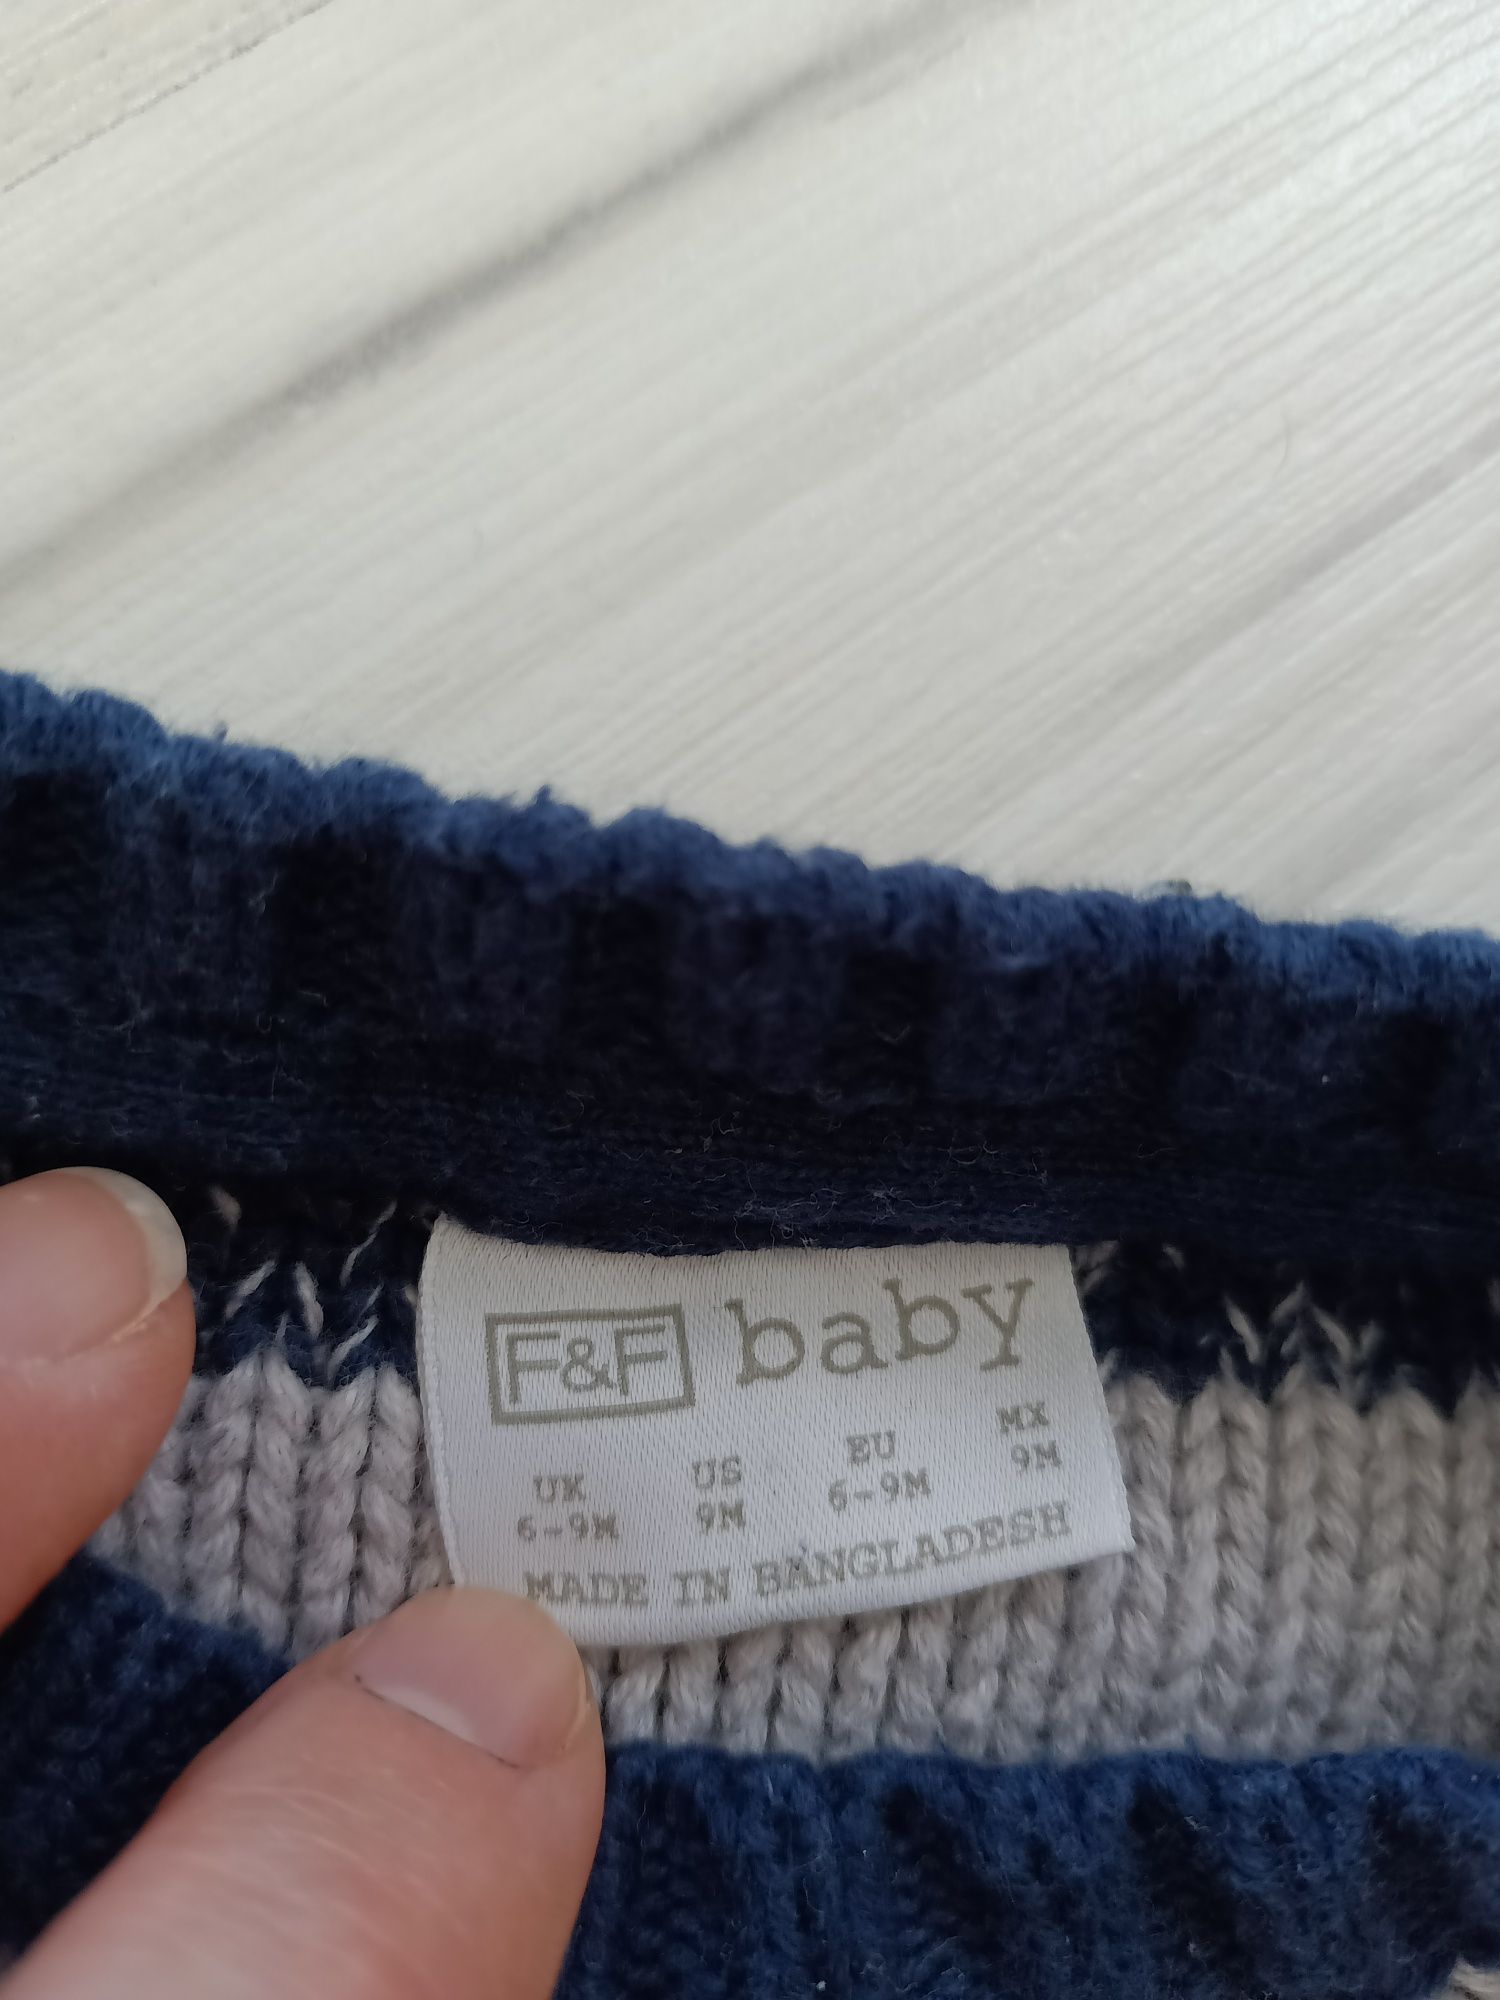 F&F baby
UK US EU MX
6-9M 9M 6-9M 9M
MADE IN BANGLADESH